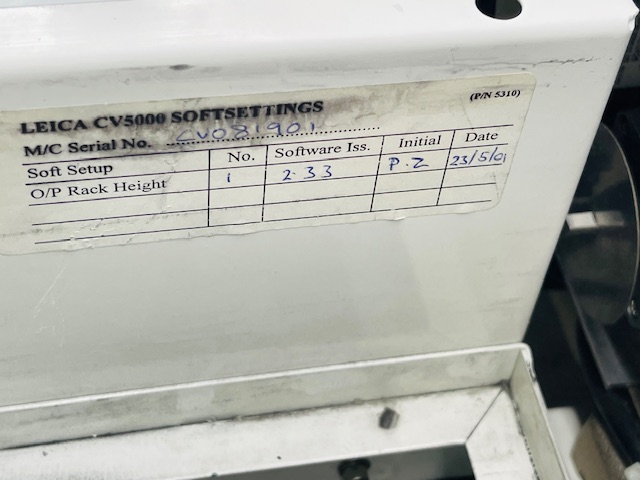 LEICA CV5000 SOFTSETTINGS (P/N 5310)
M/C Serial No. CV081901
Soft Setup No. Software Iss. Initial Date
O/P Rack Height 1 2.33 P.Z 23/5/01